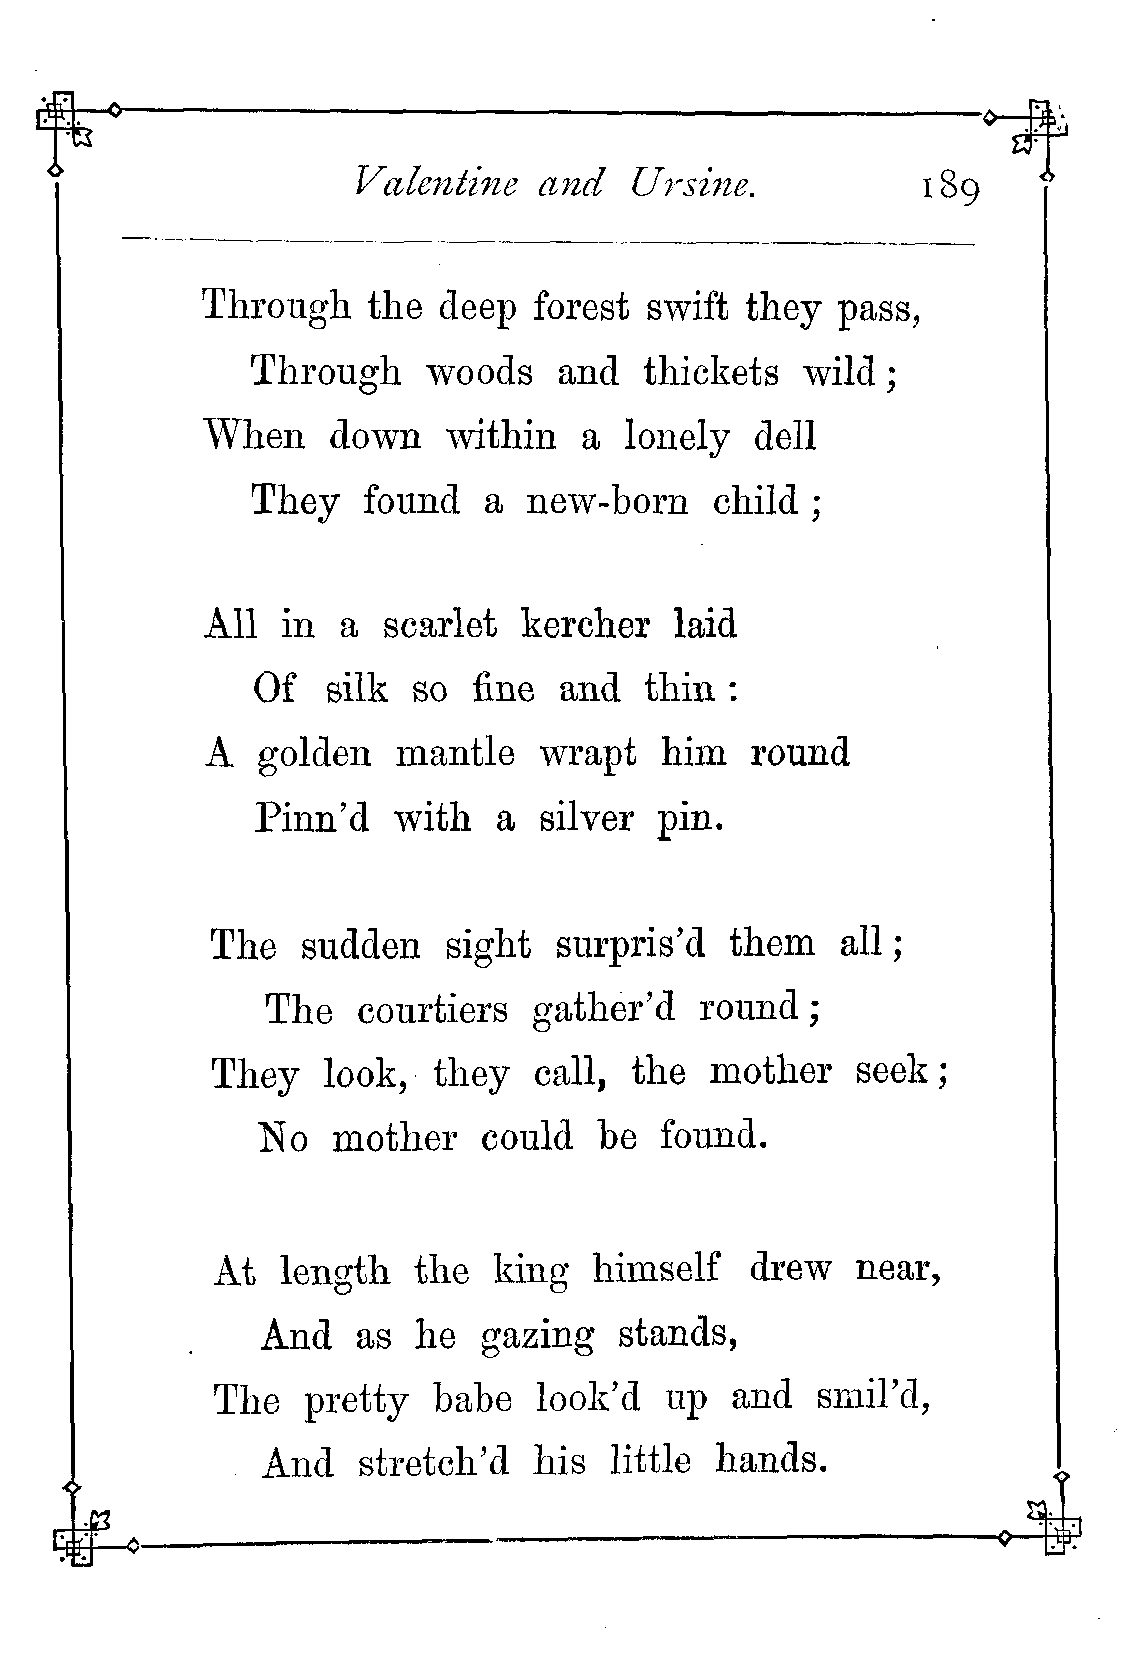 Valentine and Ursine. 189
Through the deep forest swift they pass,
Through woods and thickets wild ;
When down within a lonely dell
They found a new-born child ;
All in a scarlet kercher laid
Of silk so fine and thin :
A golden mantle wrapt him round
Pinn'd with a silver pin.
The sudden sight surpris'd them all ;
The courtiers gather'd round ;
They look, they call, the mother seek ;
No mother could be found.
At length the king himself drew near,
And as he gazing stands,
The pretty babe look'd up and smil'd,
And stretch'd his little hands.